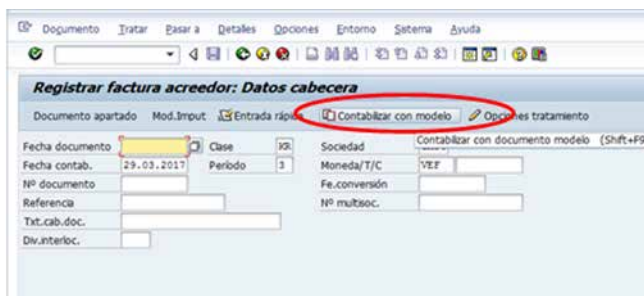 Documento Tratar Pasar a Detalles Opciones Entorno Sistema Ayuda
Registrar factura acreedor: Datos cabecera
Documento apartado Mod.Imput Entrada rápida Contabilizar con modelo Opciones tratamiento
Contabilizar con documento modelo (Shift+F9
Fecha documento Clase KR Sociedad
Fecha contab. 29.03.2017 Período 3 Moneda/T/C VEF
Nº documento Fe.conversión
Referencia Nº multisoc.
Txt.cab.doc.
Div.interloc.